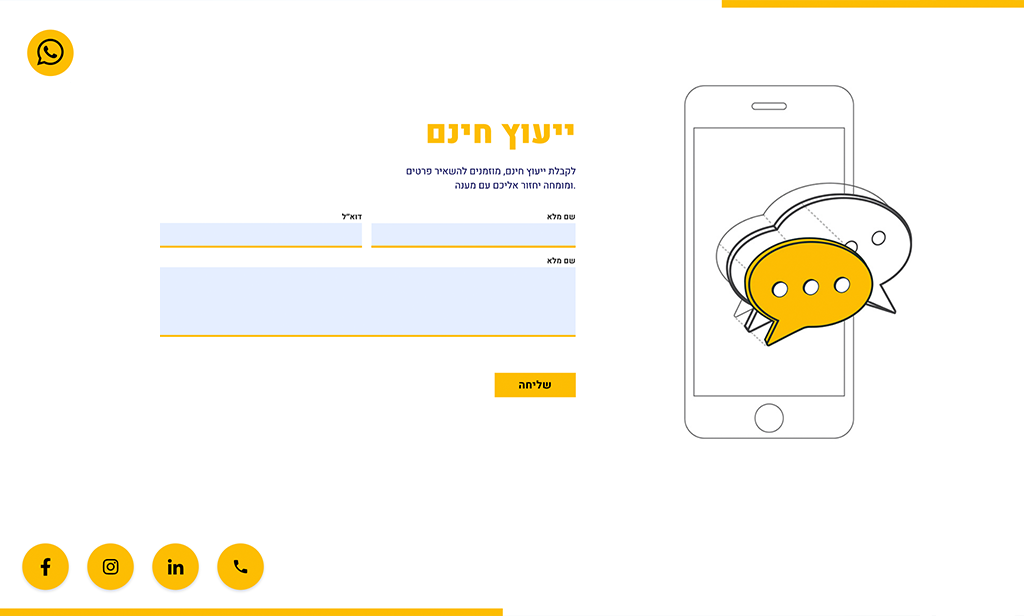 ייעוץ חינם
לקבלת ייעוץ חינם, מוזמנים להשאיר פרטים
ומומחה יחזור אליכם עם מענה.
שם מלא
דוא״ל
שם מלא
שליחה